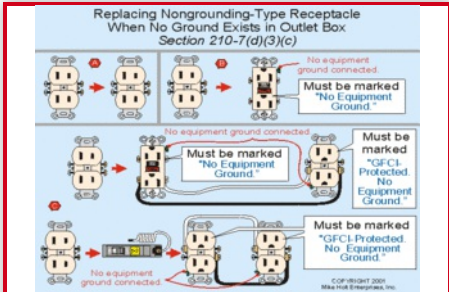 Replacing Nongrounding-Type Receptacle
When No Ground Exists in Outlet Box
Section 210-7(d)(3)(c)
A
B
No equipment
ground connected.
Must be marked
"No Equipment
Ground."
No equipment ground connected.
Must be marked
"No Equipment
Ground."
Must be
marked
"GFCI-
Protected.
No
Equipment
Ground."
C
Must be marked
"GFCI-Protected.
No Equipment
Ground."
No equipment
ground connected.
COPYRIGHT 2001
Mike Holt Enterprises, Inc.